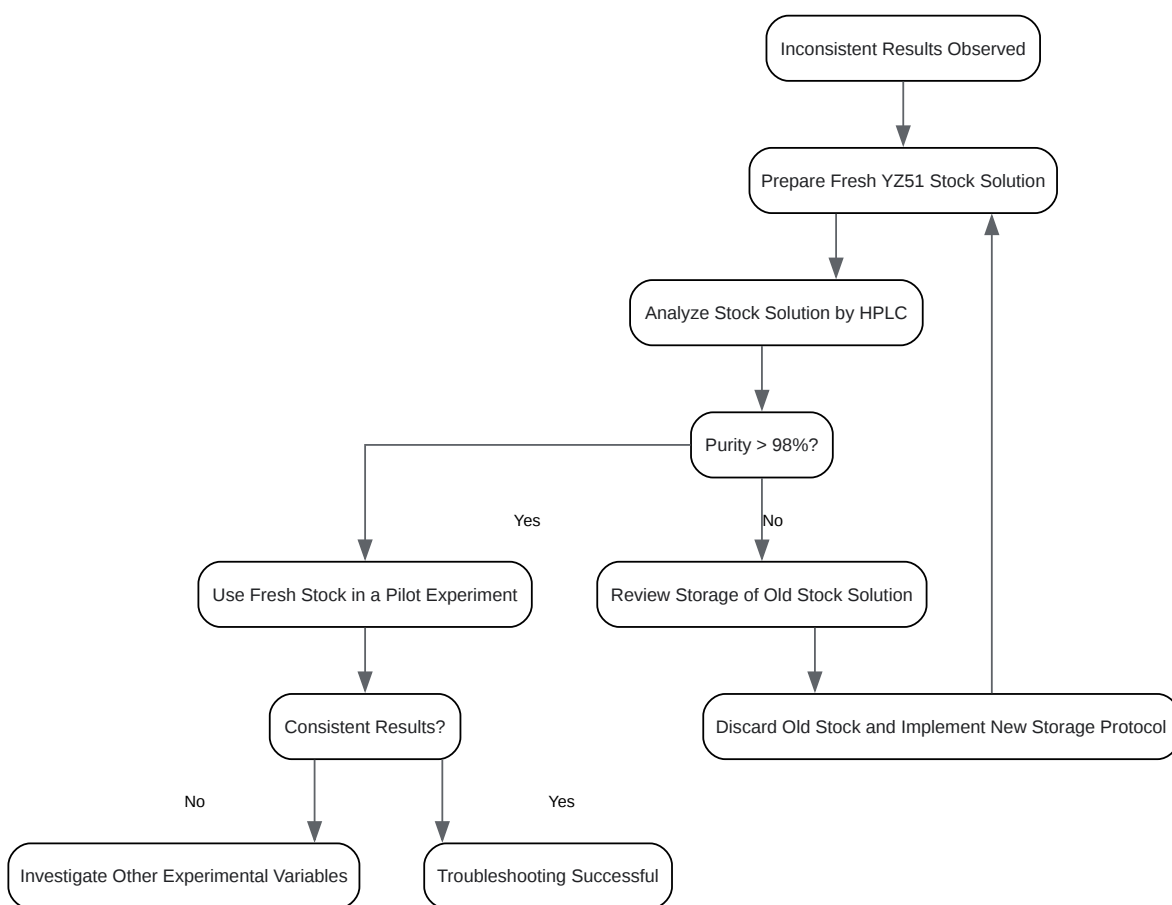 Inconsistent Results Observed
Prepare Fresh YZ51 Stock Solution
Analyze Stock Solution by HPLC
Purity > 98%?
Yes
No
Use Fresh Stock in a Pilot Experiment
Review Storage of Old Stock Solution
Consistent Results?
Discard Old Stock and Implement New Storage Protocol
No
Yes
Investigate Other Experimental Variables
Troubleshooting Successful